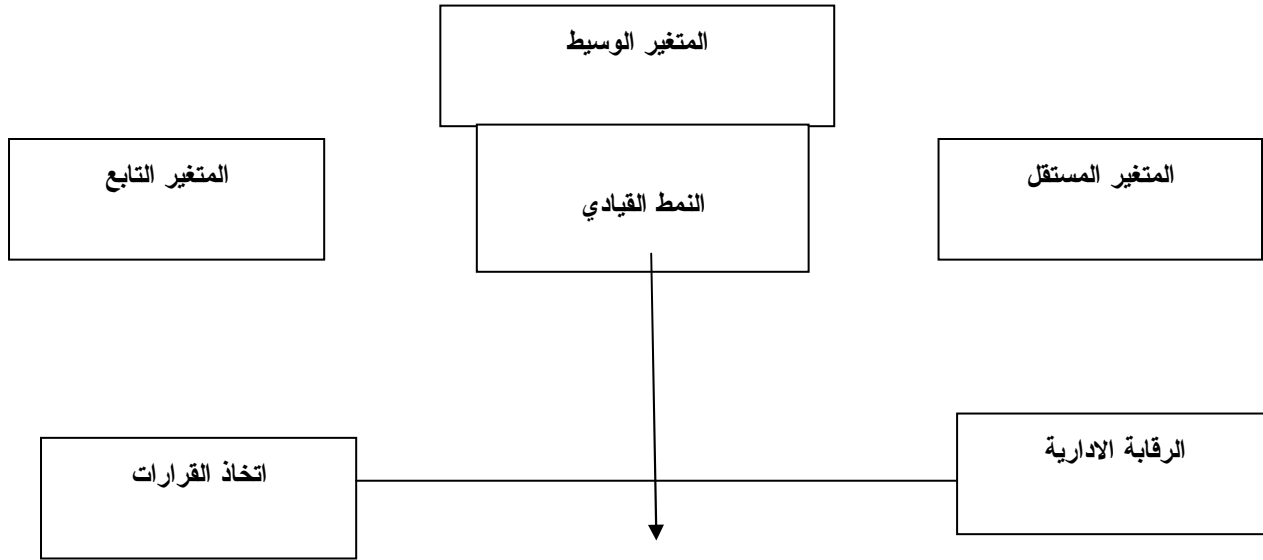 المتغير الوسيط
المتغير المستقل
المتغير التابع
النمط القيادي
الرقابة الادارية
اتخاذ القرارات